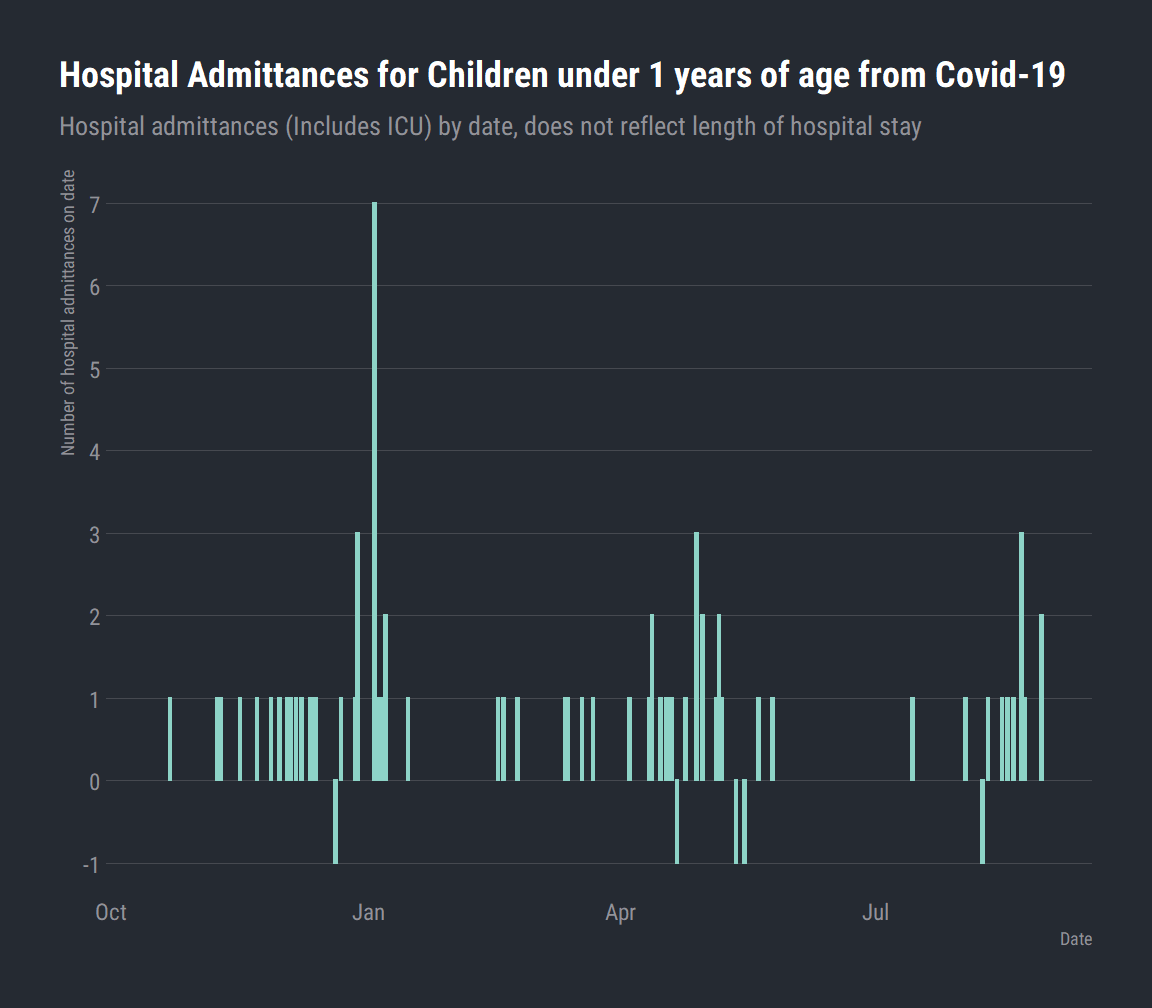 Hospital Admittances for Children under 1 years of age from Covid-19
Hospital admittances (Includes ICU) by date, does not reflect length of hospital stay
Number of hospital admittances on date
7
6
5
4
3
2
1
0
-1
Oct Jan Apr Jul
Date